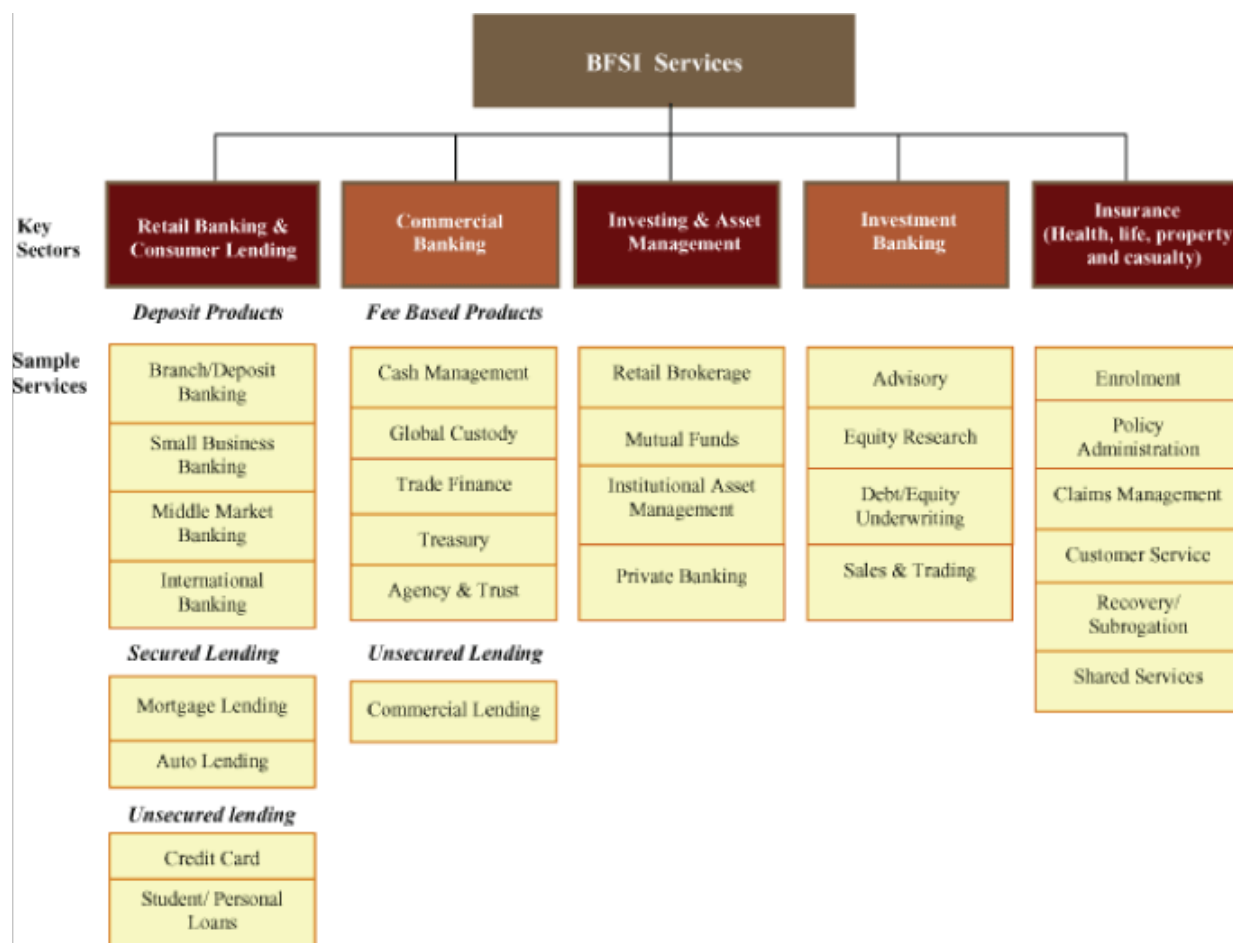 BFSI Services
Key
Sectors
Retail Banking &
Consumer Lending
Commercial
Banking
Investing & Asset
Management
Investment
Banking
Insurance
(Health, life, property
and casualty)
Deposit Products
Fee Based Products
Sample
Services
Branch/Deposit
Banking
Small Business
Banking
Middle Market
Banking
International
Banking
Secured Lending
Mortgage Lending
Auto Lending
Unsecured lending
Credit Card
Student/ Personal
Loans
Cash Management
Global Custody
Trade Finance
Treasury
Agency & Trust
Unsecured Lending
Commercial Lending
Retail Brokerage
Mutual Funds
Institutional Asset
Management
Private Banking
Advisory
Equity Research
Debt/Equity
Underwriting
Sales & Trading
Enrolment
Policy
Administration
Claims Management
Customer Service
Recovery/
Subrogation
Shared Services